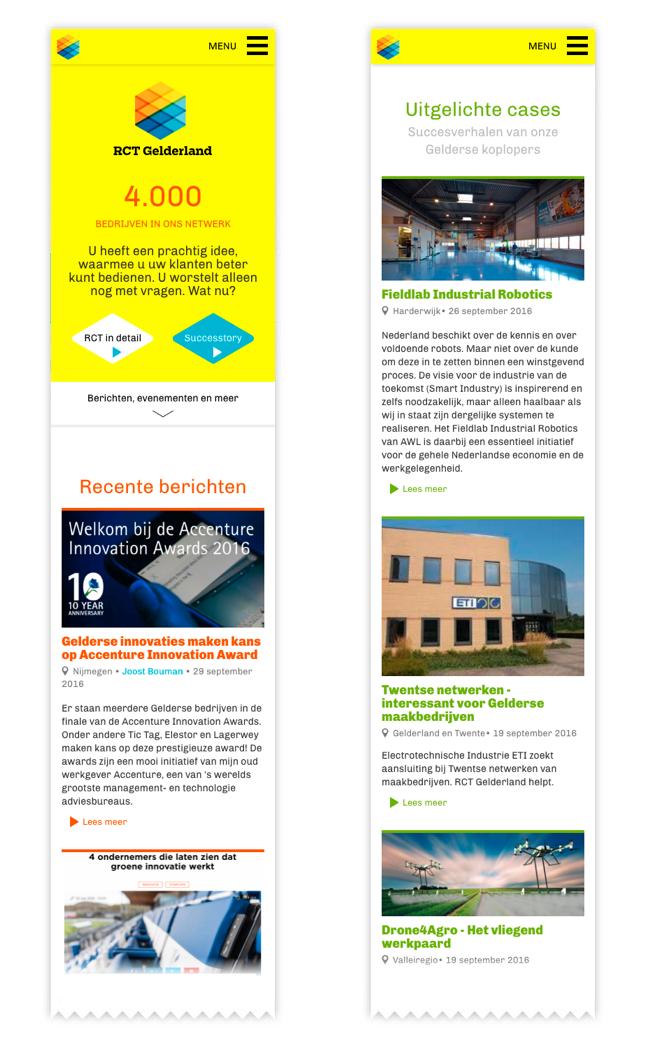 MENU
RCT Gelderland
4.000
BEDRIJVEN IN ONS NETWERK
U heeft een prachtig idee,
waarmee u uw klanten beter
kunt bedienen. U worstelt alleen
nog met vragen. Wat nu?
RCT in detail
Successtory
Berichten, evenementen en meer
Recente berichten
Welkom bij de Accenture
Innovation Awards 2016
10
10 YEAR
ANNIVERSARY
Gelderse innovaties maken kans
op Accenture Innovation Award
Nijmegen • Joost Bouman • 29 september
2016
Er staan meerdere Gelderse bedrijven in de
finale van de Accenture Innovation Awards.
Onder andere Tic Tag, Elestor en Lagerwey
maken kans op deze prestigieuze award! De
awards zijn een mooi initiatief van mijn oud
werkgever Accenture, een van 's werelds
grootste management- en technologie
adviesbureaus.
Lees meer
4 ondernemers die laten zien dat
groene innovatie werkt
MENU
Uitgelichte cases
Succesverhalen van onze
Gelderse koplopers
Fieldlab Industrial Robotics
Harderwijk• 26 september 2016
Nederland beschikt over de kennis en over
voldoende robots. Maar niet over de kunde
om deze in te zetten binnen een winstgevend
proces. De visie voor de industrie van de
toekomst (Smart Industry) is inspirerend en
zelfs noodzakelijk, maar alleen haalbaar als
wij in staat zijn dergelijke systemen te
realiseren. Het Fieldlab Industrial Robotics
van AWL is daarbij een essentieel initiatief
voor de gehele Nederlandse economie en de
werkgelegenheid.
Lees meer
ETI
Twentse netwerken -
interessant voor Gelderse
maakbedrijven
Gelderland en Twente• 19 september 2016
Electrotechnische Industrie ETI zoekt
aansluiting bij Twentse netwerken van
maakbedrijven. RCT Gelderland helpt.
Lees meer
Drone4Agro - Het vliegend
werkpaard
Valleiregio• 19 september 2016